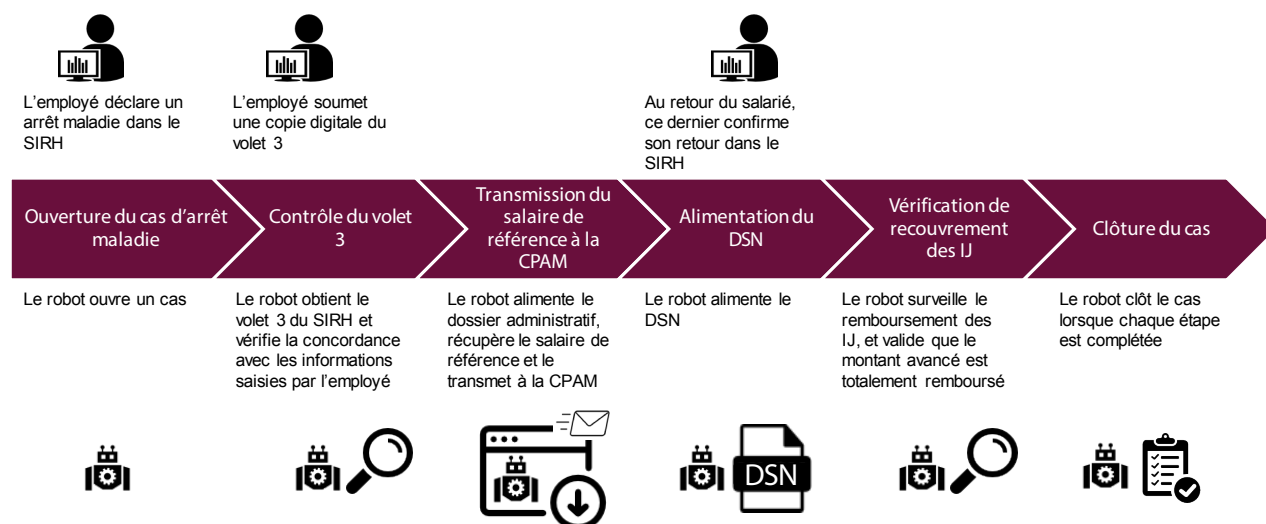 L'employé déclare un
arrêt maladie dans le
SIRH
L'employé soumet
une copie digitale du
volet 3
Au retour du salarié,
ce dernier confirme
son retour dans le
SIRH
Ouverture du cas d'arrêt
maladie
Contrôle du volet
3
Transmission du
salaire de
référence à la
CPAM
Alimentation du
DSN
Vérification de
recouvrement
des IJ
Clôture du cas
Le robot ouvre un cas
Le robot obtient le
volet 3 du SIRH et
vérifie la concordance
avec les informations
saisies par l'employé
Le robot alimente le
dossier administratif,
récupère le salaire de
référence et le
transmet à la CPAM
Le robot alimente le
DSN
Le robot surveille le
remboursement des
IJ, et valide que le
montant avancé est
totalement remboursé
Le robot clôt le cas
lorsque chaque étape
est complétée
DSN